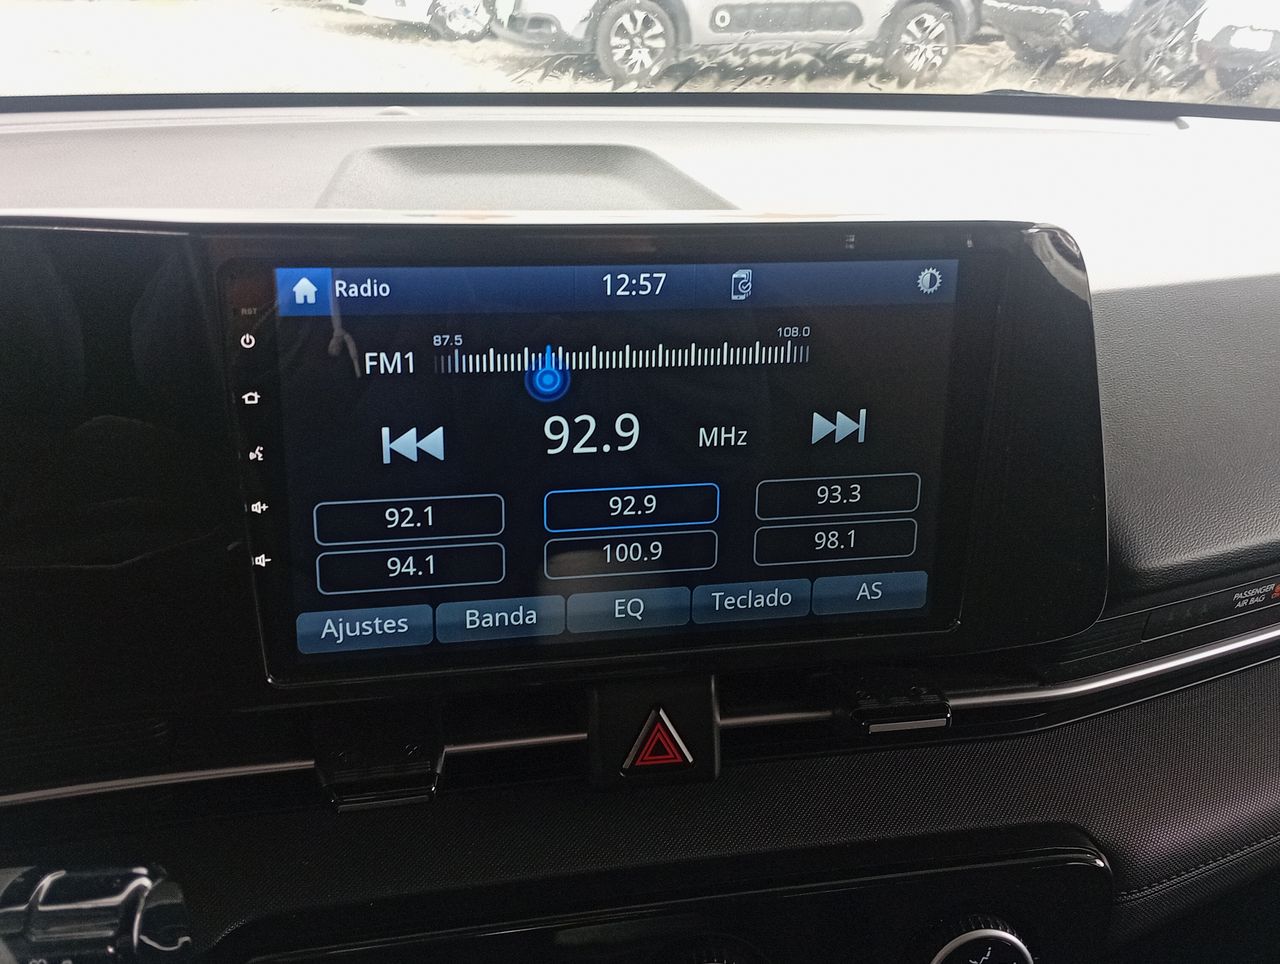 Radio
12:57
RST
87.5
108.0
FM1
92.9 MHz
92.1
92.9
93.3
94.1
100.9
98.1
Ajustes
Banda
EQ
Teclado
AS
PASSENGER
AIR BAG